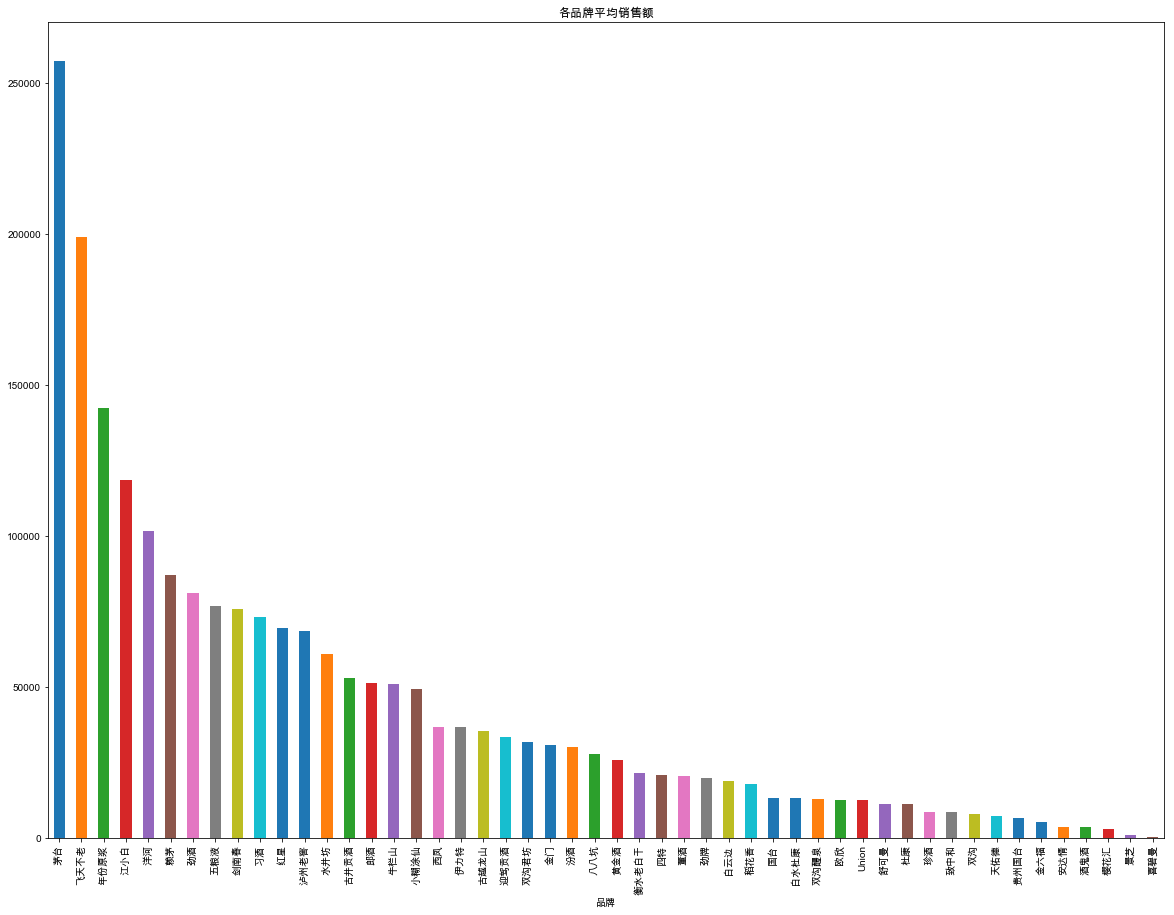 各品牌平均销售额
250000
200000
150000
100000
50000
0
茅台
飞天不老
年份原浆
江小白
洋河
赖茅
劲酒
五粮液
剑南春
习酒
红星
泸州老窖
水井坊
古井贡酒
郎酒
牛栏山
小糊涂仙
西凤
伊力特
古越龙山
迎驾贡酒
双沟君坊
金门
汾酒
八八坑
黄金酒
衡水老白干
四特
董酒
劲牌
白云边
稻花香
国台
白水杜康
双沟醴泉
欧欣
Union
舒可曼
杜康
珍酒
致中和
双沟
天佑德
贵州国台
金六福
安达情
酒鬼酒
樱花汇
景芝
喜碧曼
品牌